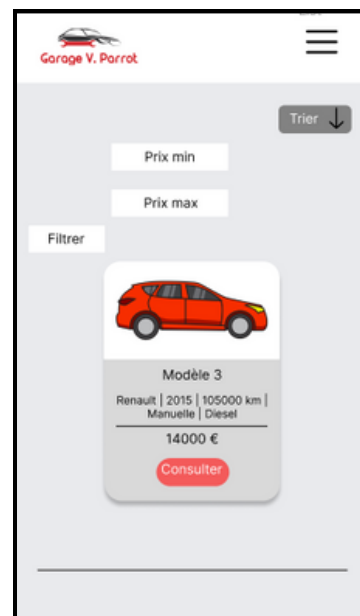 Garage V. Parrot
Trier
Prix min
Prix max
Filtrer
Modèle 3
Renault | 2015 | 105000 km |
Manuelle | Diesel
14000 €
Consulter